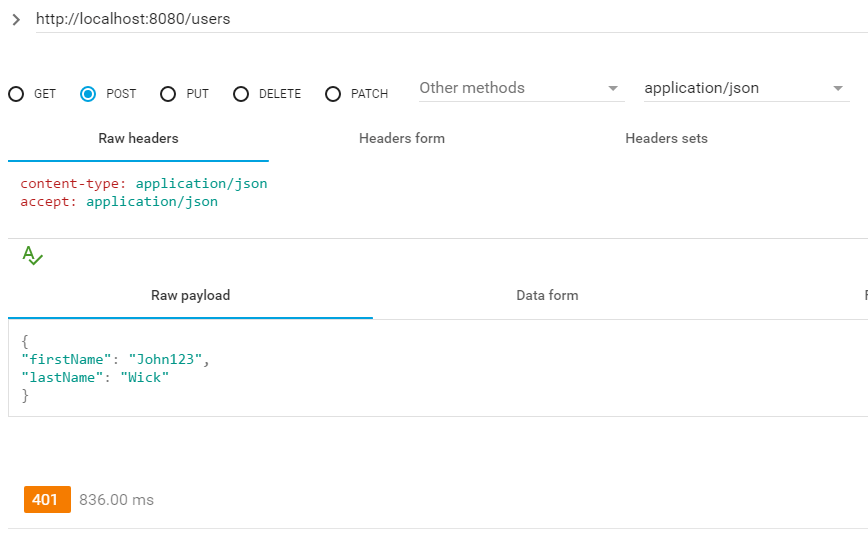 http://localhost:8080/users
GET POST PUT DELETE PATCH Other methods application/json
Raw headers Headers form Headers sets
content-type: application/json
accept: application/json
Raw payload Data form
{
"firstName": "John123",
"lastName": "Wick"
}
401 836.00 ms